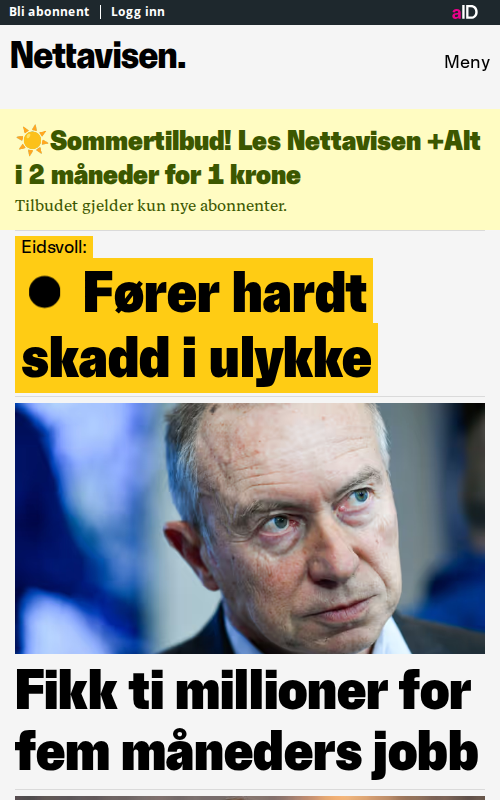 Bli abonnent | Logg inn
aID
Nettavisen.
Meny
☀️Sommertilbud! Les Nettavisen +Alt
i 2 måneder for 1 krone
Tilbudet gjelder kun nye abonnenter.
Eidsvoll:
● Fører hardt
skadd i ulykke
Fikk ti millioner for
fem måneders jobb